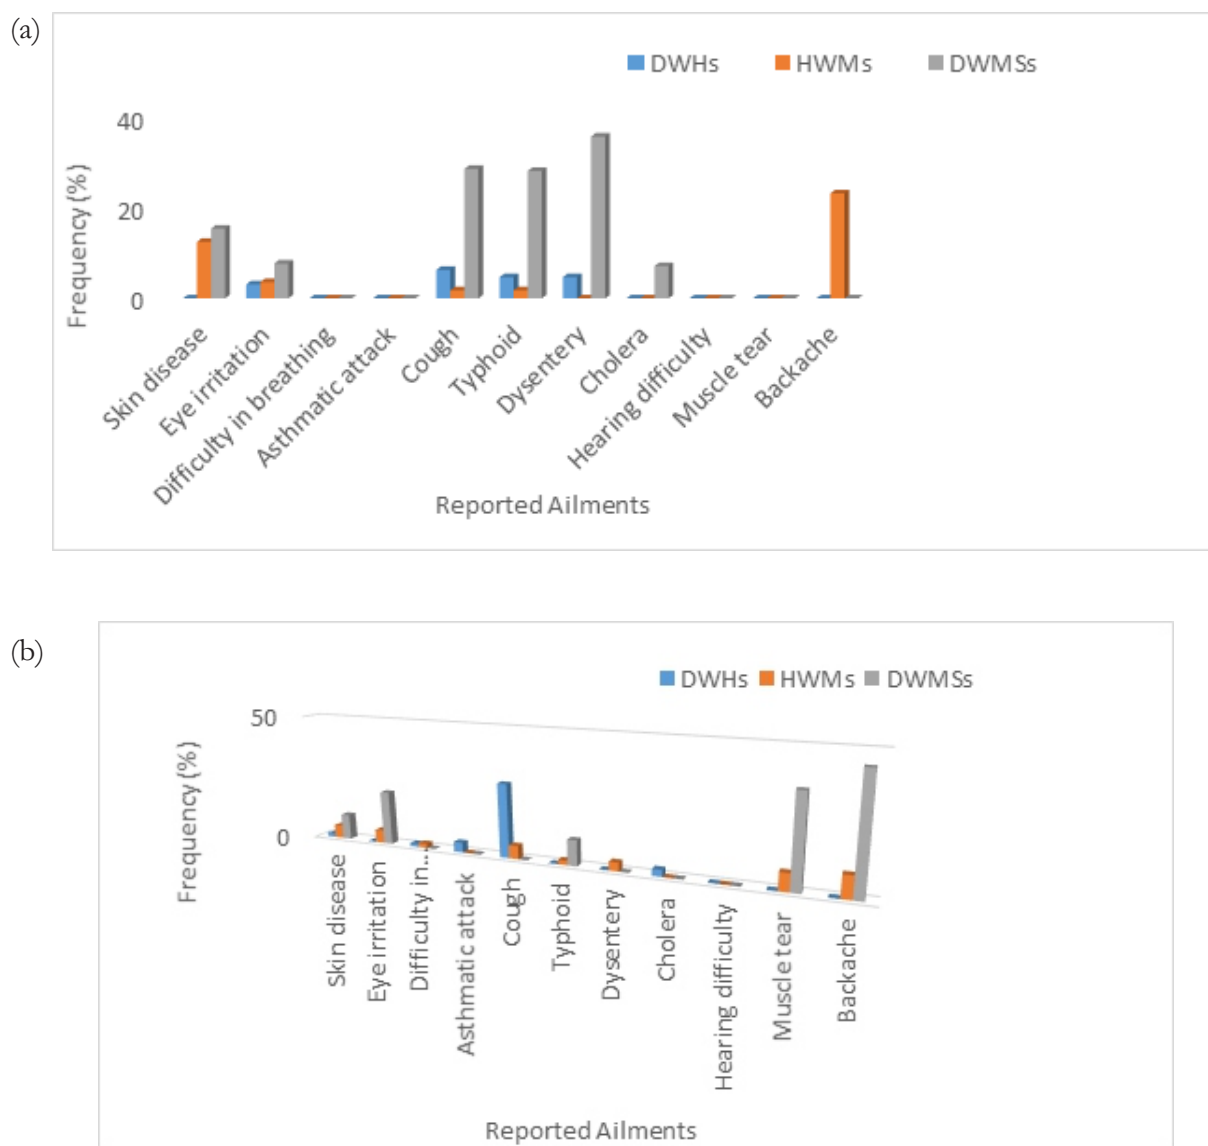 (a)
DWHs HWMs DWMSs
40
20
0
Frequency (%)
Skin disease
Eye irritation
Difficulty in breathing
Asthmatic attack
Cough
Typhoid
Dysentery
Cholera
Hearing difficulty
Muscle tear
Backache
Reported Ailments
(b)
DWHs HWMs DWMSs
50
0
Frequency (%)
Skin disease
Eye irritation
Difficulty in...
Asthmatic attack
Cough
Typhoid
Dysentery
Cholera
Hearing difficulty
Muscle tear
Backache
Reported Ailments